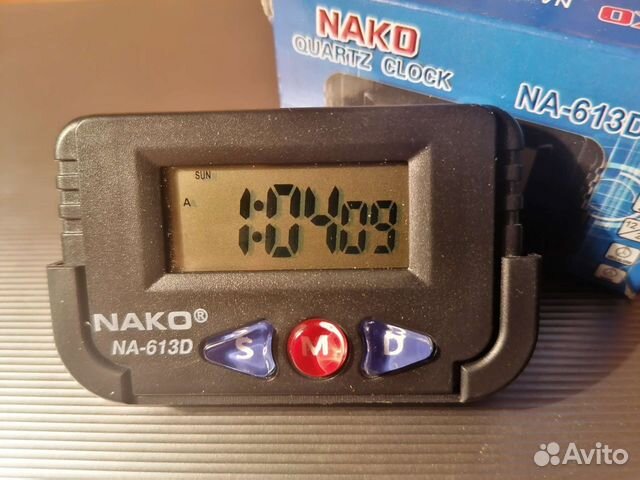 NAKO
QUARTZ CLOCK
NA-613D
SUN
A
1:04 09
NAKO®
NA-613D
S M D
Avito